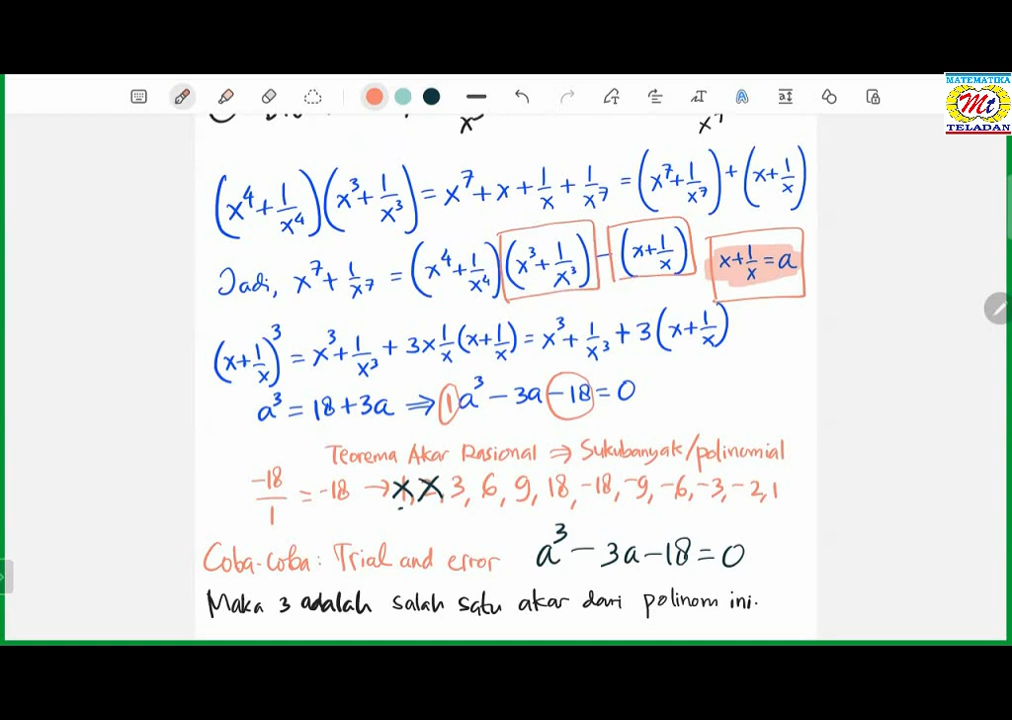 MATEMATIKA
Mt
TELADAN
(x⁴ + 1/x⁴)(x³ + 1/x³) = x⁷ + x + 1/x + 1/x⁷ = (x⁷ + 1/x⁷) + (x + 1/x)
Jadi, x⁷ + 1/x⁷ = (x⁴ + 1/x⁴)(x³ + 1/x³) - (x + 1/x) x + 1/x = a
(x + 1/x)³ = x³ + 1/x³ + 3x 1/x (x + 1/x) = x³ + 1/x³ + 3(x + 1/x)
a³ = 18 + 3a ⇒ 1a³ - 3a - 18 = 0
Teorema Akar Rasional ⇒ Sukubanyak/polinomial
-18/1 = -18 → 3, 6, 9, 18, -18, -9, -6, -3, -2, 1
Coba-coba: Trial and error a³ - 3a - 18 = 0
Maka 3 adalah salah satu akar dari polinom ini.